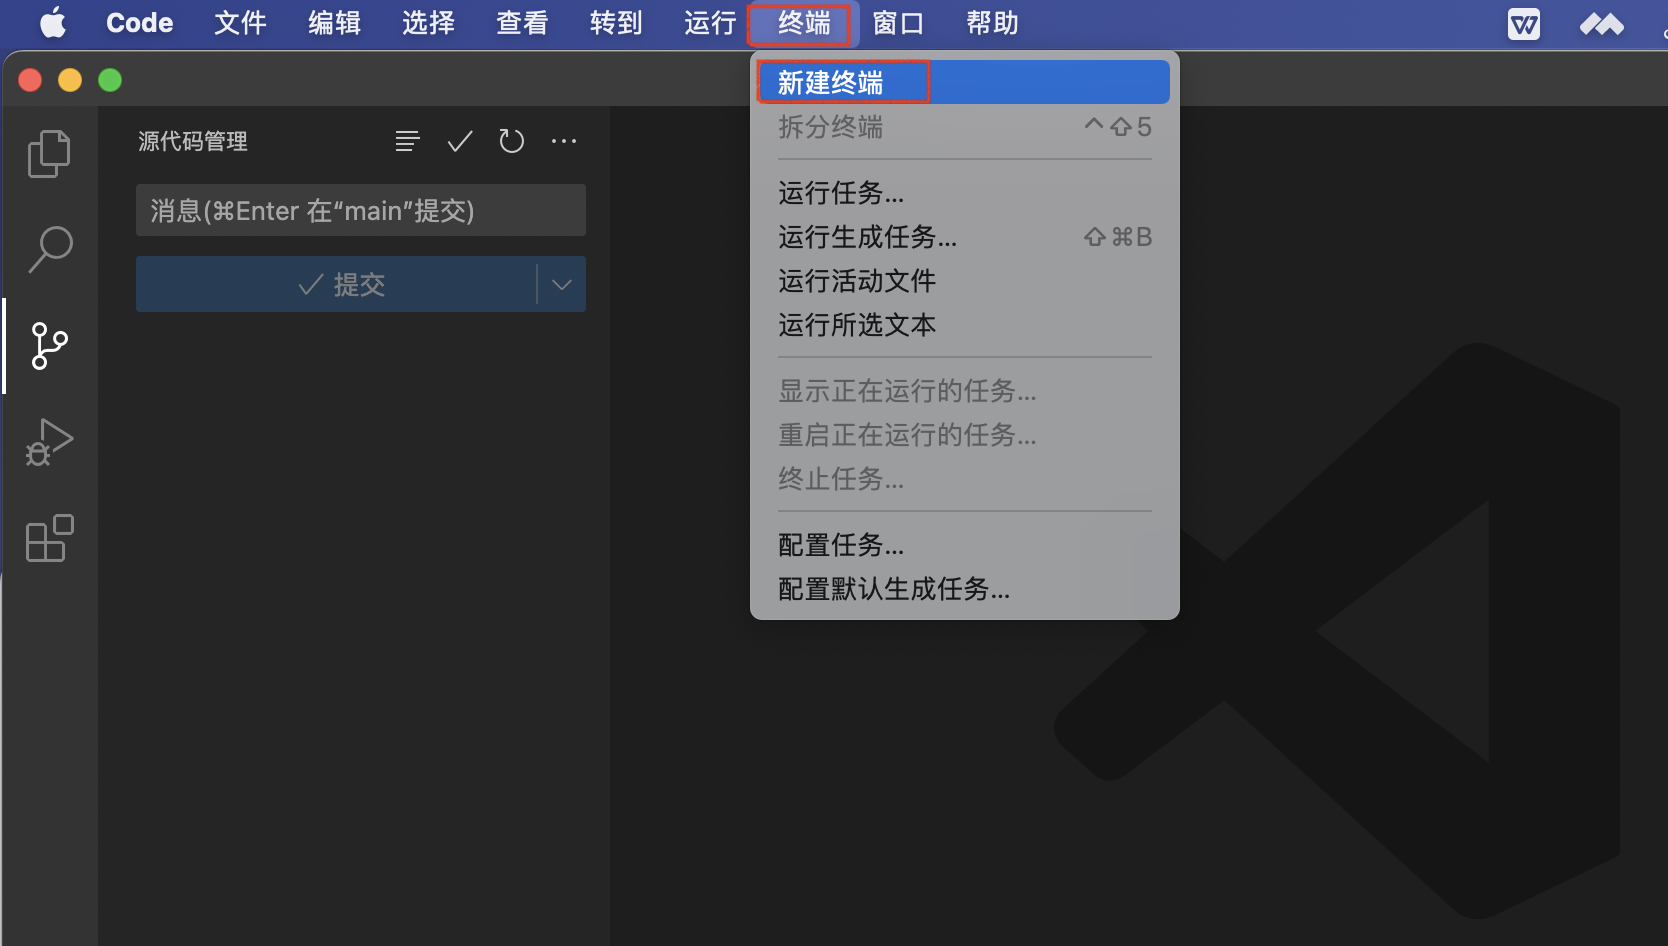 Code 文件 编辑 选择 查看 转到 运行 终端 窗口 帮助
源代码管理
消息(⌘Enter 在“main”提交)
提交
新建终端
拆分终端 ^⇧5
运行任务...
运行生成任务... ⇧⌘B
运行活动文件
运行所选文本
显示正在运行的任务...
重启正在运行的任务...
终止任务...
配置任务...
配置默认生成任务...